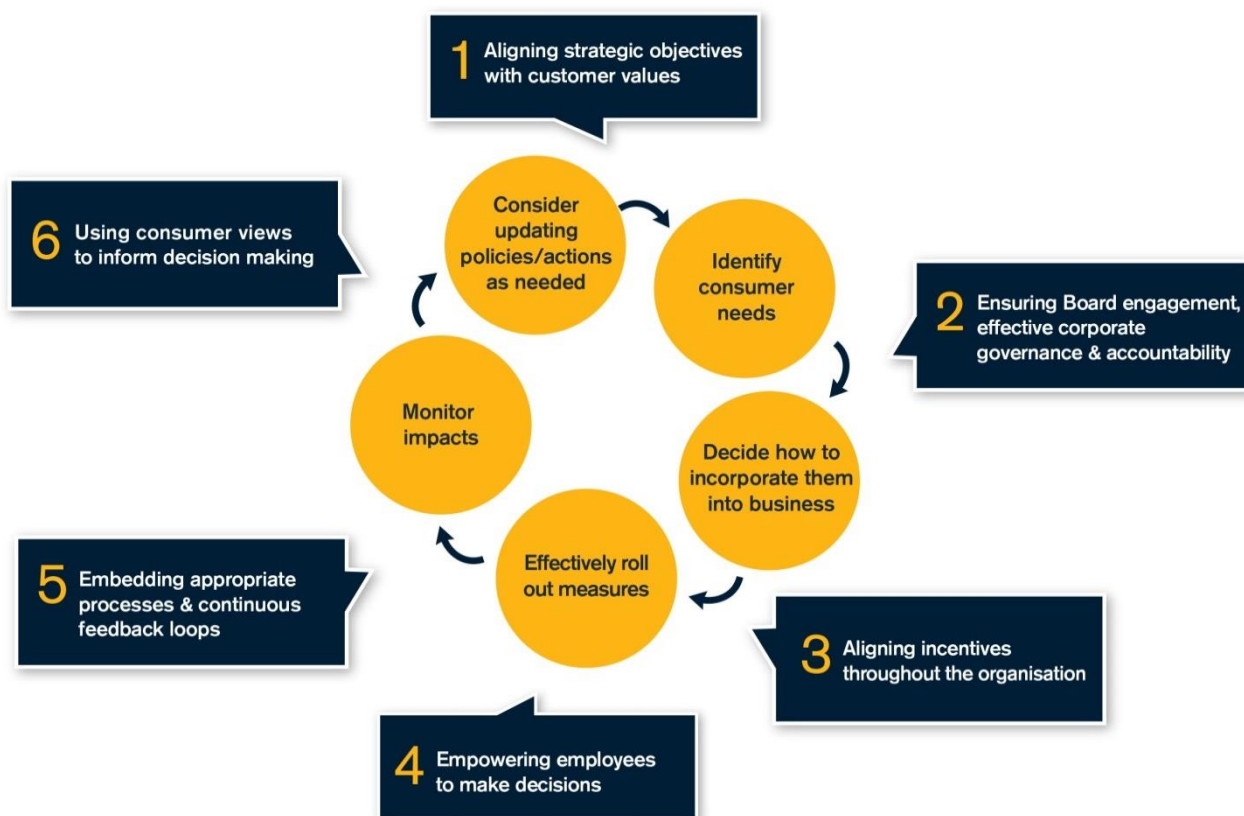 1 Aligning strategic objectives
with customer values
Consider
updating
policies/actions
as needed
Identify
consumer
needs
2 Ensuring Board engagement,
effective corporate
governance & accountability
Decide how to
incorporate them
into business
3 Aligning incentives
throughout the organisation
Effectively roll
out measures
4 Empowering employees
to make decisions
Monitor
impacts
5 Embedding appropriate
processes & continuous
feedback loops
6 Using consumer views
to inform decision making